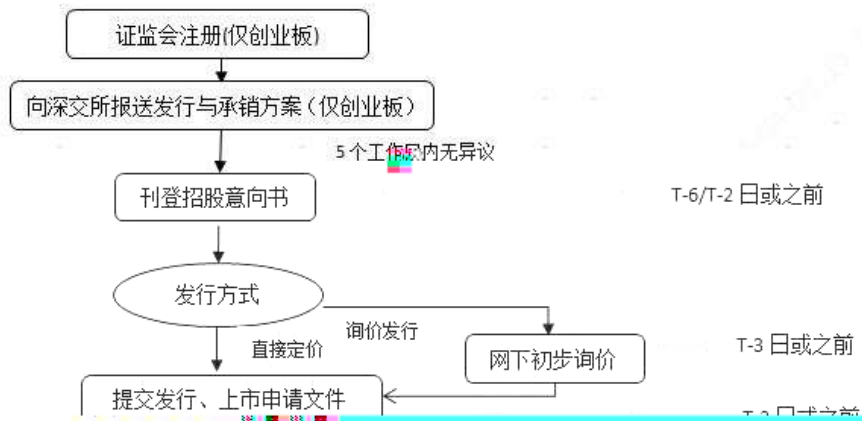 证监会注册(仅创业板)
向深交所报送发行与承销方案（仅创业板）
5个工作日内无异议
刊登招股意向书
T-6/T-2 日或之前
发行方式
询价发行
直接定价
网下初步询价
T-3 日或之前
提交发行、上市申请文件